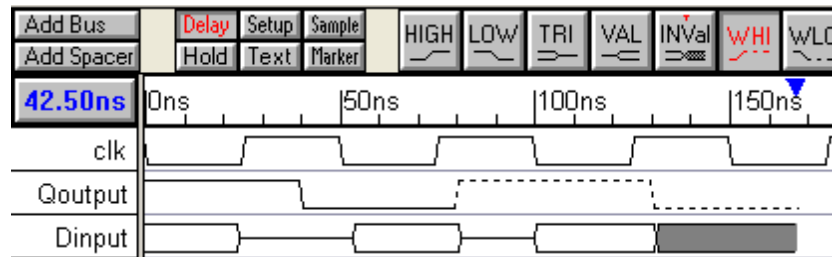 Add Bus Delay Setup Sample HIGH LOW TRI VAL INVal WHI WLO
Add Spacer Hold Text Marker
42.50ns 0ns 50ns 100ns 150ns
clk
Qoutput
Dinput